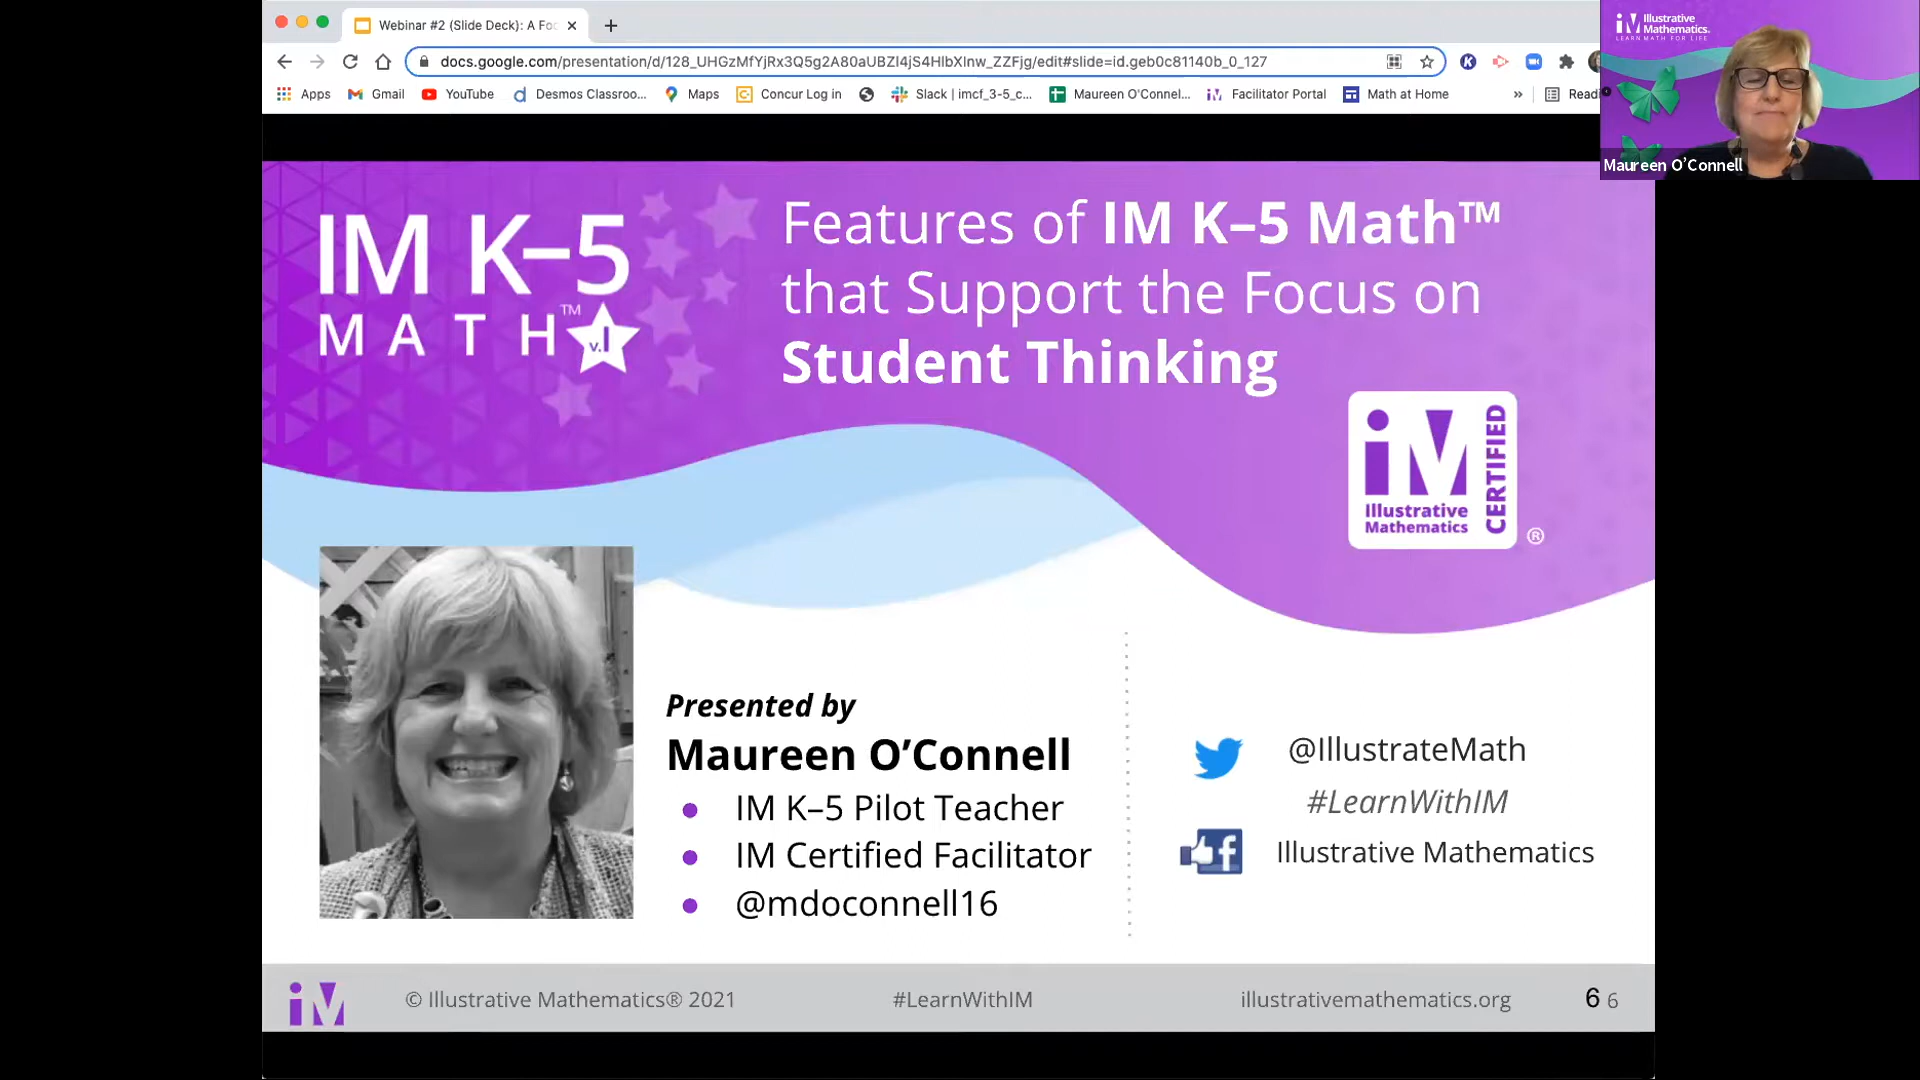 Webinar #2 (Slide Deck): A Foc
docs.google.com/presentation/d/128_UHGzMfYjRx3Q5g2A80aUBZI4jS4HlbXInw_ZZFjg/edit#slide=id.geb0c81140b_0_127
Apps Gmail YouTube Desmos Classroo... Maps Concur Log in Slack | imcf_3-5_c... Maureen O'Connel... Facilitator Portal Math at Home » Readi
Illustrative
Mathematics.
LEARN MATH FOR LIFE
Maureen O'Connell
IM K–5
MATH™
v.I
Features of IM K–5 Math™
that Support the Focus on
Student Thinking
iM
Illustrative
Mathematics
CERTIFIED
®
Presented by
Maureen O’Connell
● IM K–5 Pilot Teacher
● IM Certified Facilitator
● @mdoconnell16
@IllustrateMath
#LearnWithIM
Illustrative Mathematics
iM © Illustrative Mathematics® 2021 #LearnWithIM illustrativemathematics.org 6 6